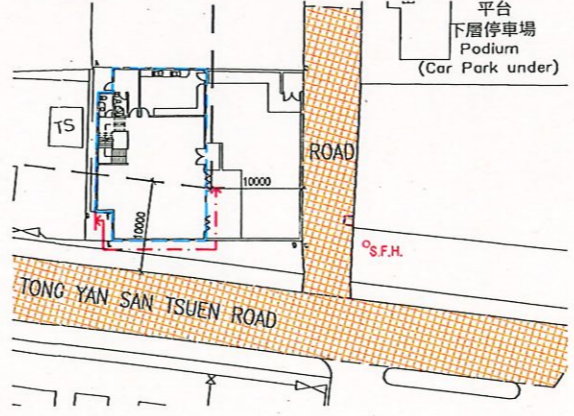 平台
下層停車場
Podium
(Car Park under)
TS
ROAD
10000
10000
S.F.H.
TONG YAN SAN TSUEN ROAD